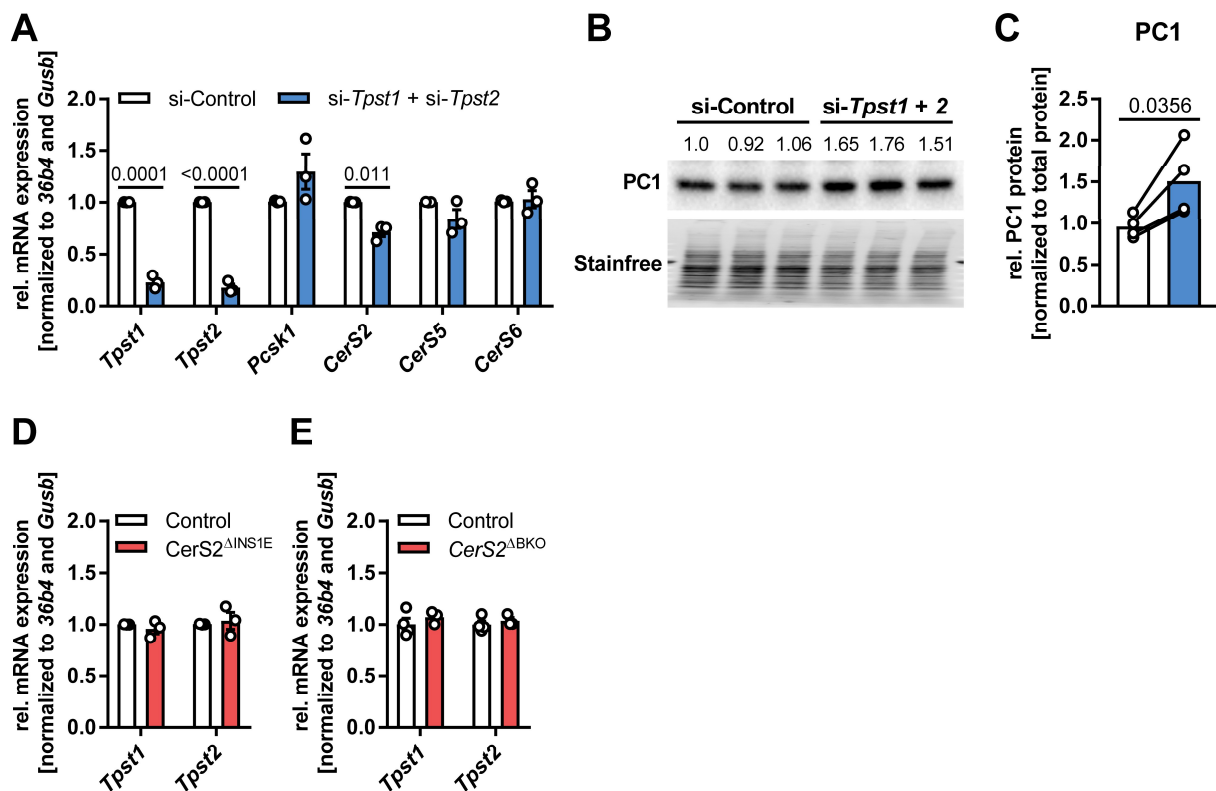 A
rel. mRNA expression
[normalized to 36b4 and Gusb]
si-Control
si-Tpst1 + si-Tpst2
2.0
1.5
1.0
0.5
0.0
0.0001
<0.0001
0.011
Tpst1
Tpst2
Pcsk1
CerS2
CerS5
CerS6
B
si-Control
si-Tpst1 + 2
1.0 0.92 1.06 1.65 1.76 1.51
PC1
Stainfree
C
PC1
rel. PC1 protein
[normalized to total protein]
2.5
2.0
1.5
1.0
0.5
0.0
0.0356
D
rel. mRNA expression
[normalized to 36b4 and Gusb]
2.0
1.5
1.0
0.5
0.0
Control
CerS2ΔINS1E
Tpst1
Tpst2
E
rel. mRNA expression
[normalized to 36b4 and Gusb]
2.0
1.5
1.0
0.5
0.0
Control
CerS2ΔBKO
Tpst1
Tpst2